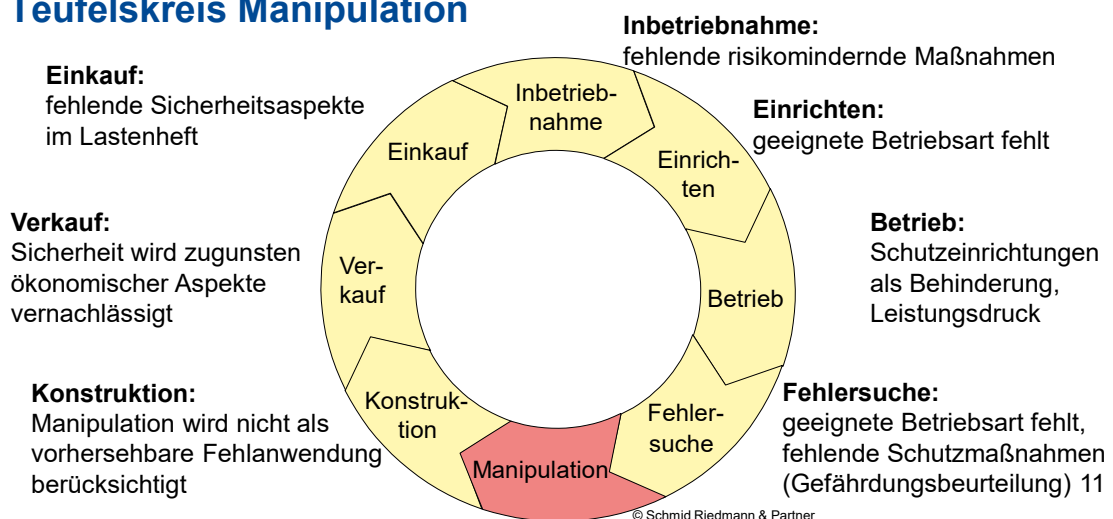 Teufelskreis Manipulation
Inbetriebnahme:
fehlende risikomindernde Maßnahmen
Einkauf:
fehlende Sicherheitsaspekte
im Lastenheft
Einrichten:
geeignete Betriebsart fehlt
Verkauf:
Sicherheit wird zugunsten
ökonomischer Aspekte
vernachlässigt
Betrieb:
Schutzeinrichtungen
als Behinderung,
Leistungsdruck
Konstruktion:
Manipulation wird nicht als
vorhersehbare Fehlanwendung
berücksichtigt
Fehlersuche:
geeignete Betriebsart fehlt,
fehlende Schutzmaßnahmen
(Gefährdungsbeurteilung) 11
Inbetrieb-
nahme
Einrich-
ten
Betrieb
Fehler-
suche
Manipulation
Konstruk-
tion
Ver-
kauf
Einkauf
© Schmid Riedmann & Partner